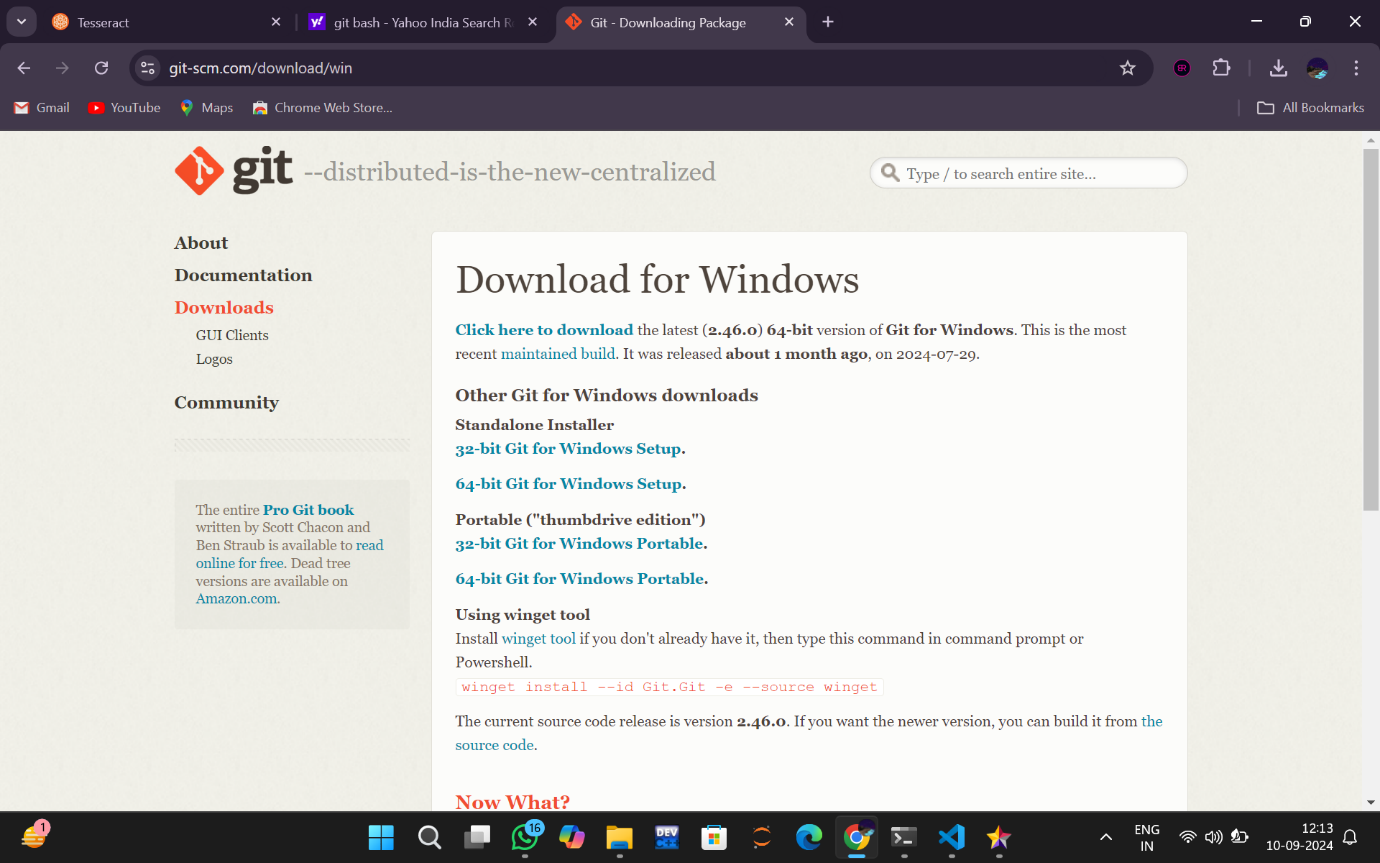 Tesseract
git bash - Yahoo India Search R
Git - Downloading Package
git-scm.com/download/win
Gmail
YouTube
Maps
Chrome Web Store...
All Bookmarks
git --distributed-is-the-new-centralized
Type / to search entire site...
About
Documentation
Downloads
GUI Clients
Logos
Community
The entire Pro Git book
written by Scott Chacon and
Ben Straub is available to read
online for free. Dead tree
versions are available on
Amazon.com.
Download for Windows
Click here to download the latest (2.46.0) 64-bit version of Git for Windows. This is the most
recent maintained build. It was released about 1 month ago, on 2024-07-29.
Other Git for Windows downloads
Standalone Installer
32-bit Git for Windows Setup.
64-bit Git for Windows Setup.
Portable ("thumbdrive edition")
32-bit Git for Windows Portable.
64-bit Git for Windows Portable.
Using winget tool
Install winget tool if you don't already have it, then type this command in command prompt or
Powershell.
winget install --id Git.Git -e --source winget
The current source code release is version 2.46.0. If you want the newer version, you can build it from the
source code.
Now What?
1
16
DEV
ENG
IN
12:13
10-09-2024